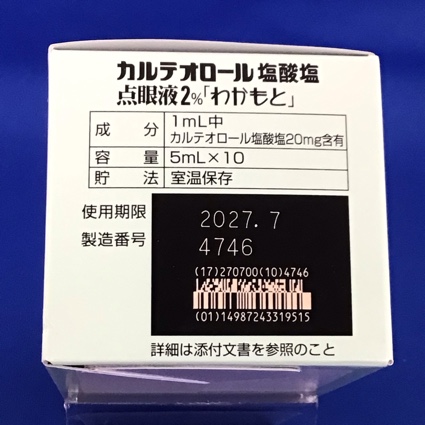 カルテオロール塩酸塩
点眼液2%「わかもと」
成 分 1mL中 カルテオロール塩酸塩20mg含有
容 量 5mL×10
貯 法 室温保存
使用期限 2027. 7
製造番号 4746
(17)270700(10)4746
(01)14987243319515
詳細は添付文書を参照のこと